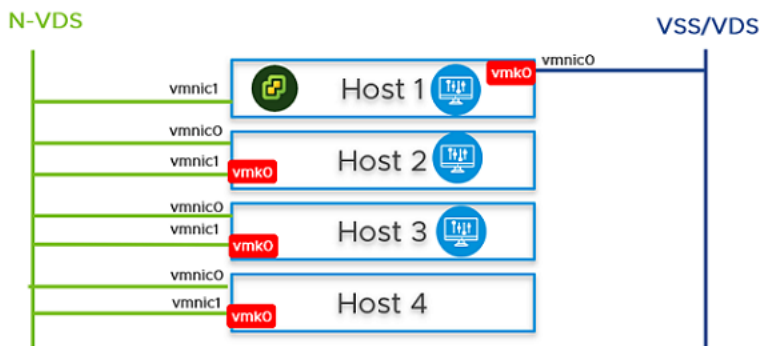 N-VDS
VSS/VDS
vmnic0
vmk0
vmnic1
Host 1
vmnic0
vmnic1
vmk0
Host 2
vmnic0
vmnic1
vmk0
Host 3
vmnic0
vmnic1
vmk0
Host 4